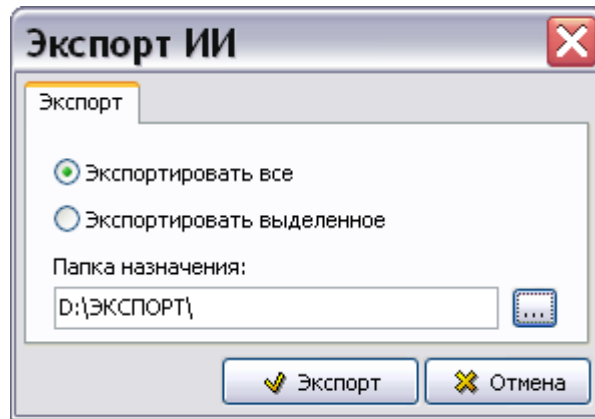 Экспорт ИИ
Экспорт
Экспортировать все
Экспортировать выделенное
Папка назначения:
D:\ЭКСПОРТ\
...
Экспорт
Отмена